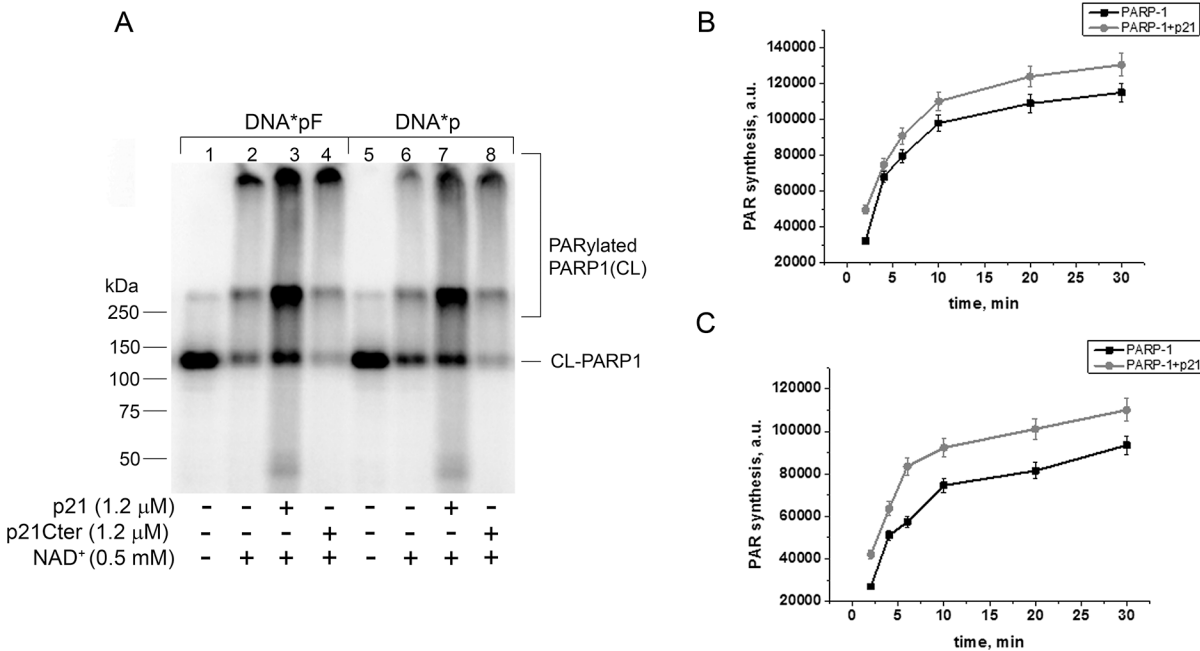 A
DNA*pF DNA*p
1 2 3 4 5 6 7 8
PARylated
PARP1(CL)
kDa
250
150
CL-PARP1
100
75
50
p21 (1.2 µM) - - + - - - + -
p21Cter (1.2 µM) - - - + - - - +
NAD⁺ (0.5 mM) - + + + - + + +
B
PARP-1
PARP-1+p21
PAR synthesis, a.u.
140000
120000
100000
80000
60000
40000
20000
0 5 10 15 20 25 30
time, min
C
PARP-1
PARP-1+p21
PAR synthesis, a.u.
120000
100000
80000
60000
40000
20000
0 5 10 15 20 25 30
time, min